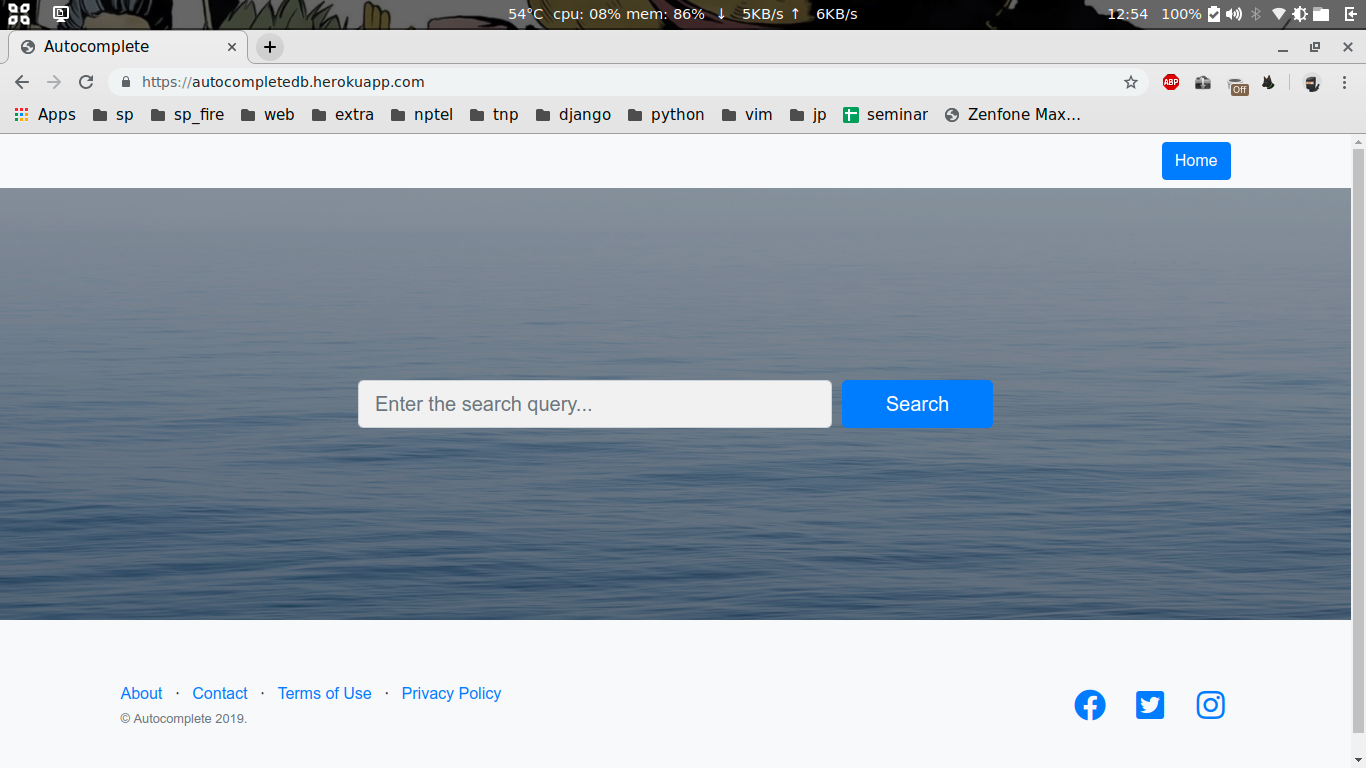 54°C cpu: 08% mem: 86% ↓ 5KB/s ↑ 6KB/s 12:54 100%
Autocomplete
https://autocompletedb.herokuapp.com ABP Off
Apps sp sp_fire web extra nptel tnp django python vim jp seminar Zenfone Max...
Home
Enter the search query... Search
About · Contact · Terms of Use · Privacy Policy
© Autocomplete 2019.